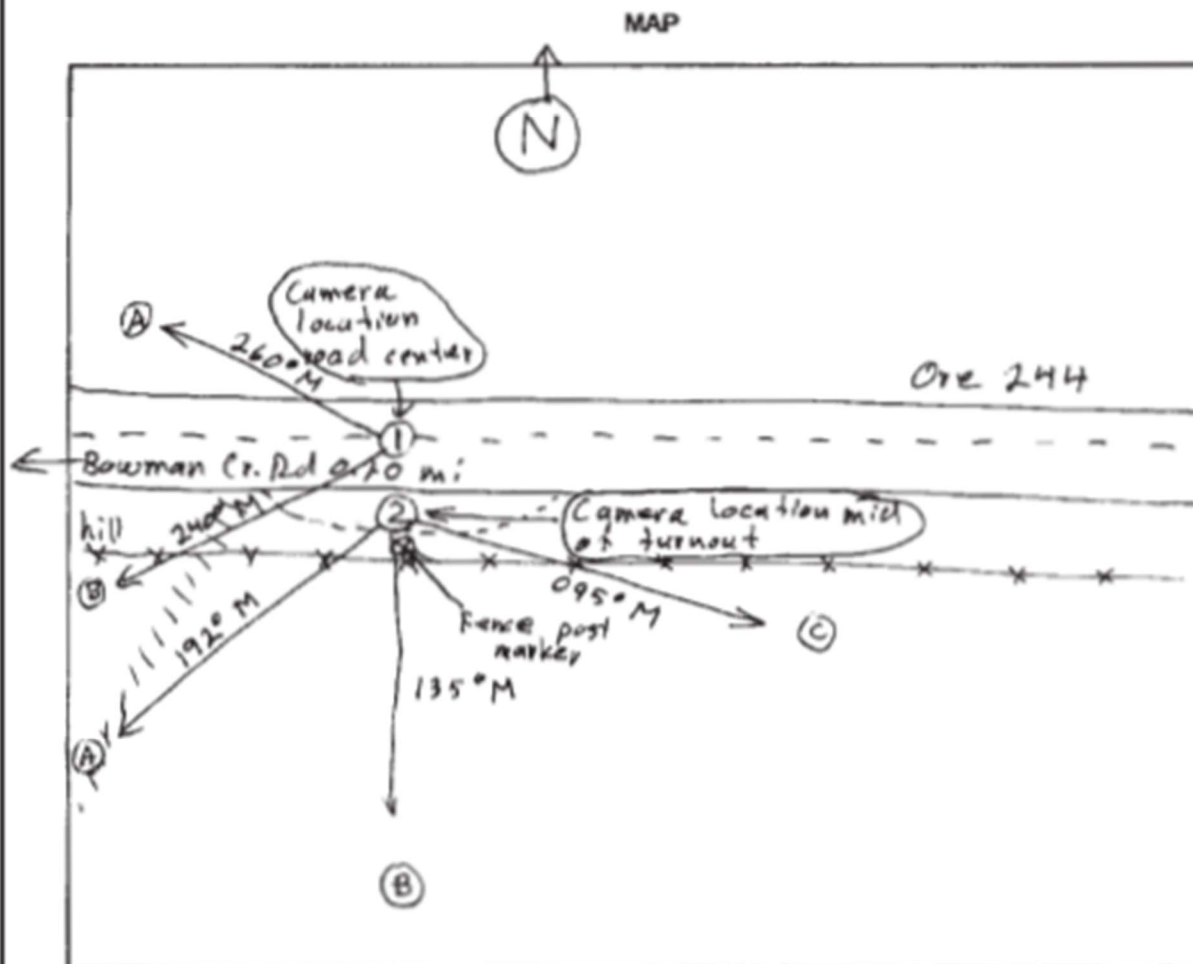 MAP
N
Camera
location
road center
A
260° M
Ore 244
1
Bowman Cr. Rd 0.70 mi
2
Camera location mid
of turnout
hill
240° M
B
095° M
C
192° M
Fence post
marker
135° M
A
B